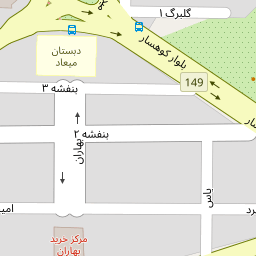 گلبرگ ۱
بلوار کوهسار
دبستان
میعاد
149
بنفشه ۳
بنفشه ۲
بهاران
یاس
مرکز خرید
بهاران